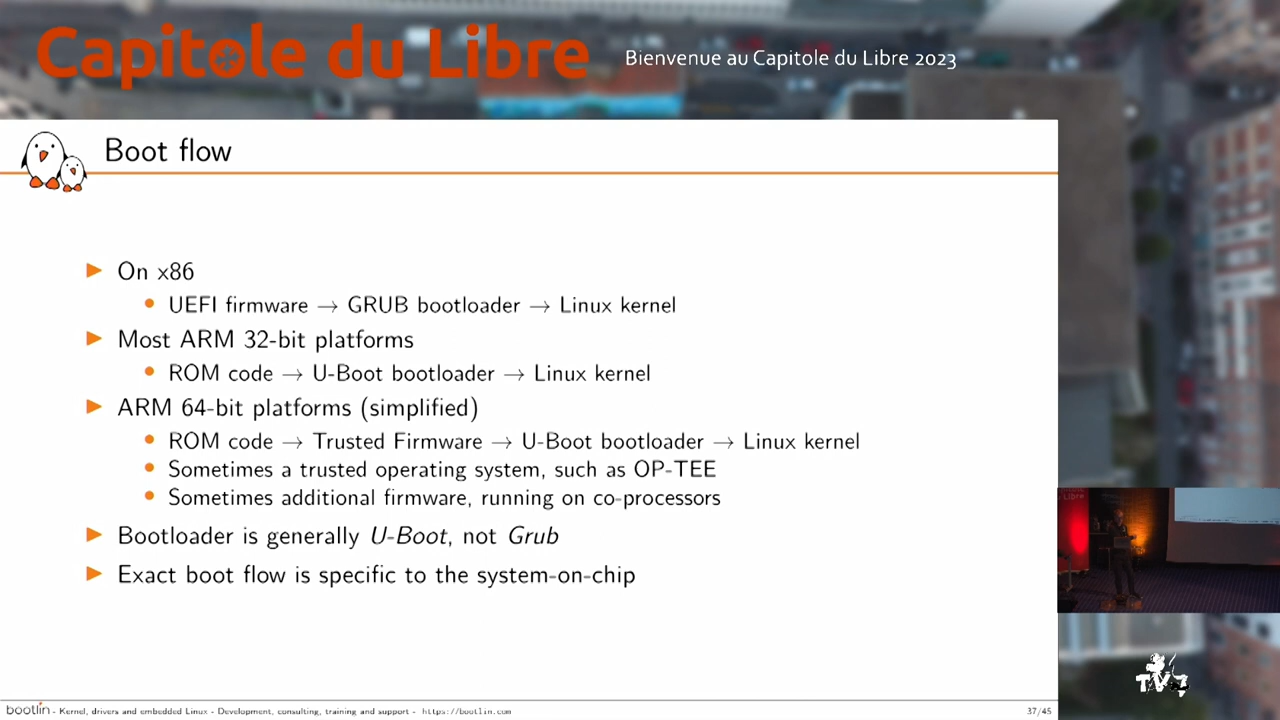 Capitole du Libre
Bienvenue au Capitole du Libre 2023
Boot flow
On x86
UEFI firmware → GRUB bootloader → Linux kernel
Most ARM 32-bit platforms
ROM code → U-Boot bootloader → Linux kernel
ARM 64-bit platforms (simplified)
ROM code → Trusted Firmware → U-Boot bootloader → Linux kernel
Sometimes a trusted operating system, such as OP-TEE
Sometimes additional firmware, running on co-processors
Bootloader is generally U-Boot, not Grub
Exact boot flow is specific to the system-on-chip
bootlin - Kernel, drivers and embedded Linux - Development, consulting, training and support - https://bootlin.com
37/45
TV7